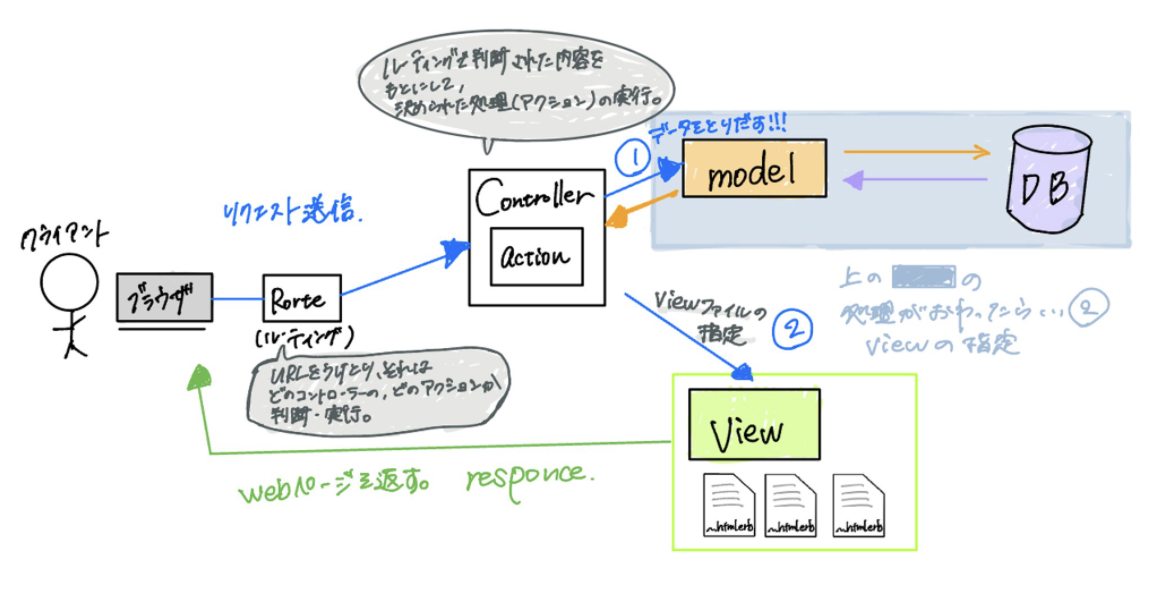 ルーティングで判断された内容を
もとにして、
決められた処理(アクション)の実行。
データをとりだす!!!
①
model
DB
Controller
Action
リクエスト送信.
クライアント
ブラウザ
Rorte
(ルーティング)
URLをうけとり、それは
どのコントローラーの、どのアクションか
判断・実行。
Viewファイルの
指定
②
上の の
処理がおわったら ②
Viewの指定
View
~.html.erb
~.html.erb
~.html.erb
webページを返す。 responce.